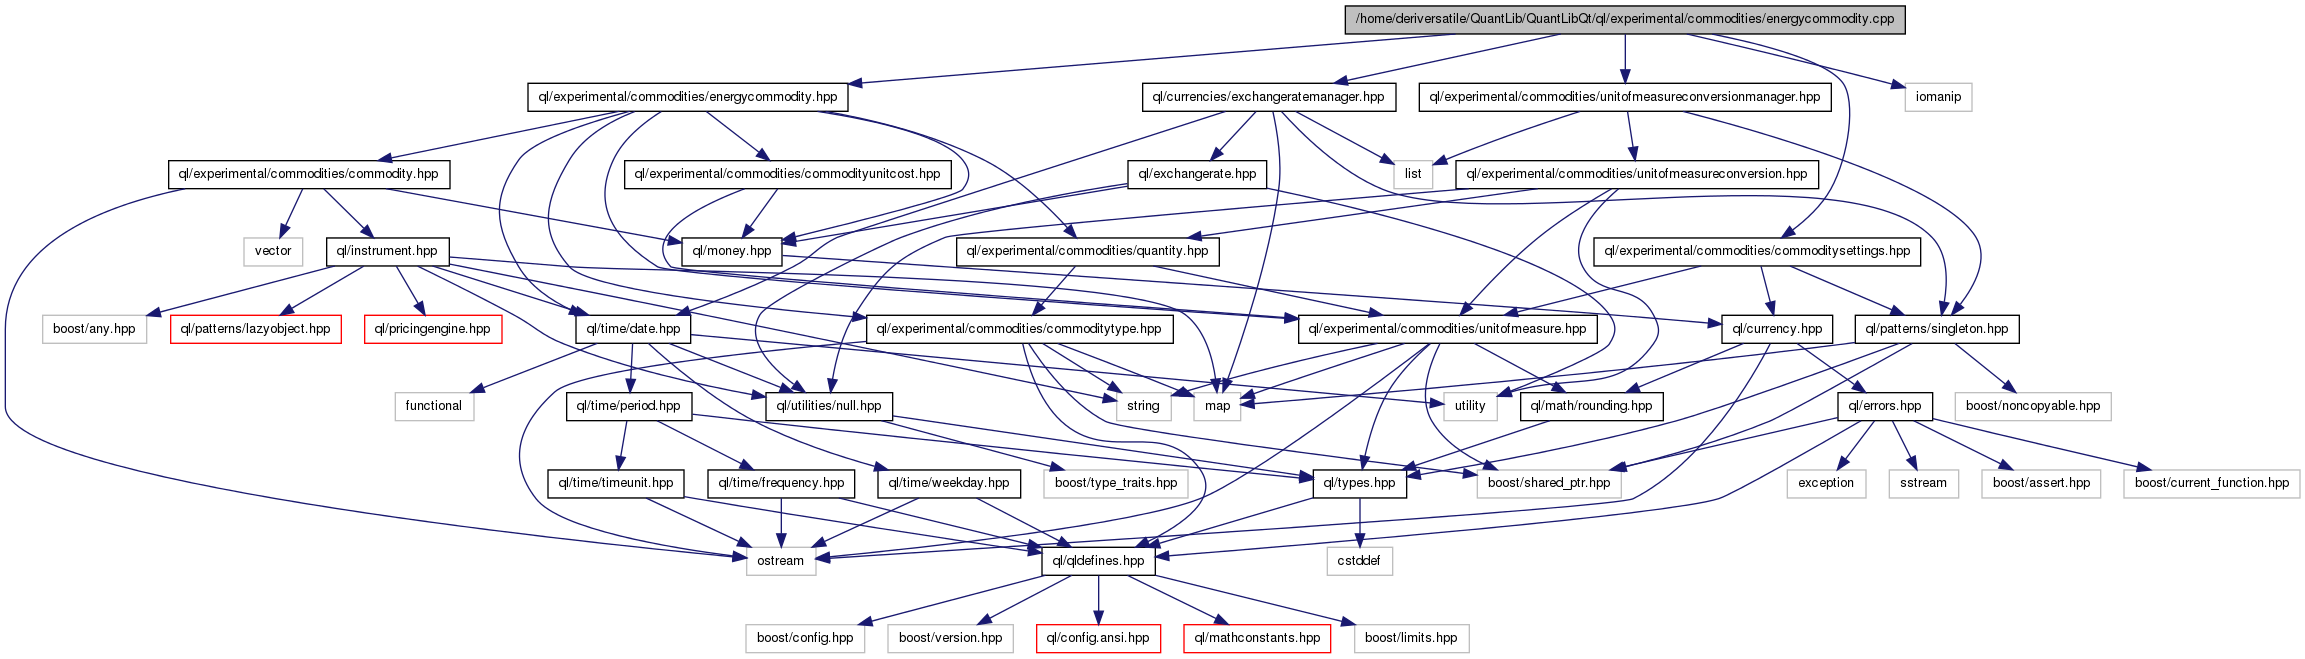 /home/deriversatile/QuantLib/QuantLibQt/ql/experimental/commodities/energycommodity.cpp
ql/experimental/commodities/energycommodity.hpp
ql/currencies/exchangeratemanager.hpp
ql/experimental/commodities/unitofmeasureconversionmanager.hpp
iomanip
ql/experimental/commodities/commodity.hpp
ql/experimental/commodities/commodityunitcost.hpp
ql/exchangerate.hpp
list
ql/experimental/commodities/unitofmeasureconversion.hpp
vector
ql/instrument.hpp
ql/money.hpp
ql/experimental/commodities/quantity.hpp
ql/experimental/commodities/commoditysettings.hpp
boost/any.hpp
ql/patterns/lazyobject.hpp
ql/pricingengine.hpp
ql/time/date.hpp
ql/experimental/commodities/commoditytype.hpp
ql/experimental/commodities/unitofmeasure.hpp
ql/currency.hpp
ql/patterns/singleton.hpp
functional
ql/time/period.hpp
ql/utilities/null.hpp
string
map
utility
ql/math/rounding.hpp
ql/errors.hpp
boost/noncopyable.hpp
ql/time/timeunit.hpp
ql/time/frequency.hpp
ql/time/weekday.hpp
boost/type_traits.hpp
ql/types.hpp
boost/shared_ptr.hpp
exception
sstream
boost/assert.hpp
boost/current_function.hpp
ostream
ql/qldefines.hpp
cstddef
boost/config.hpp
boost/version.hpp
ql/config.ansi.hpp
ql/mathconstants.hpp
boost/limits.hpp